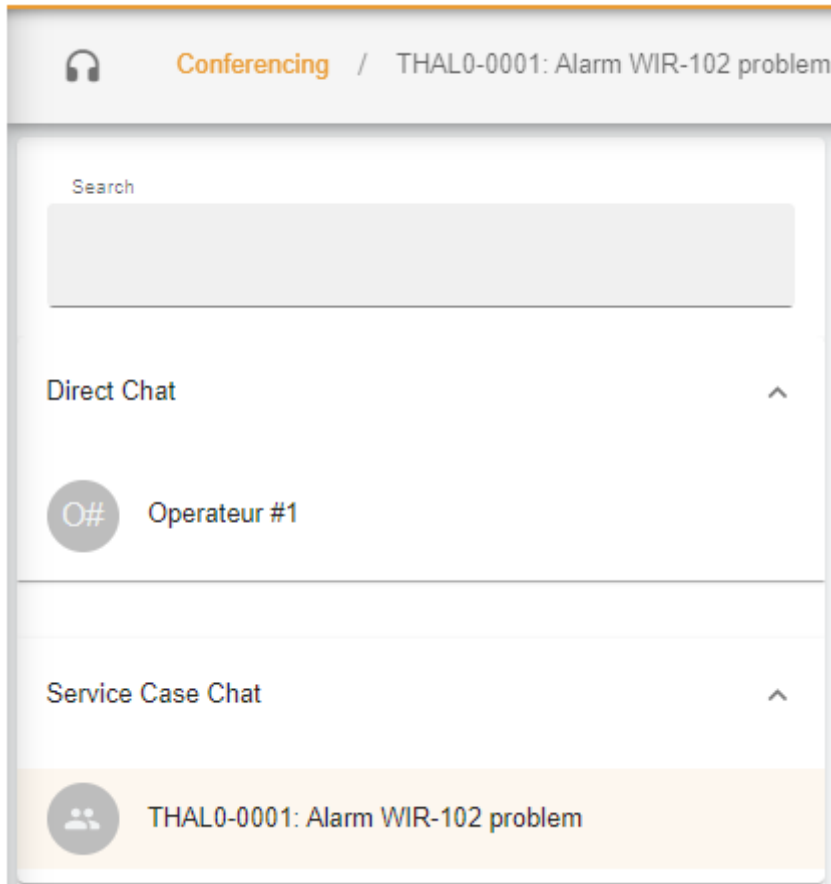 Conferencing / THAL0-0001: Alarm WIR-102 problem
Search
Direct Chat
O# Operateur #1
Service Case Chat
THAL0-0001: Alarm WIR-102 problem